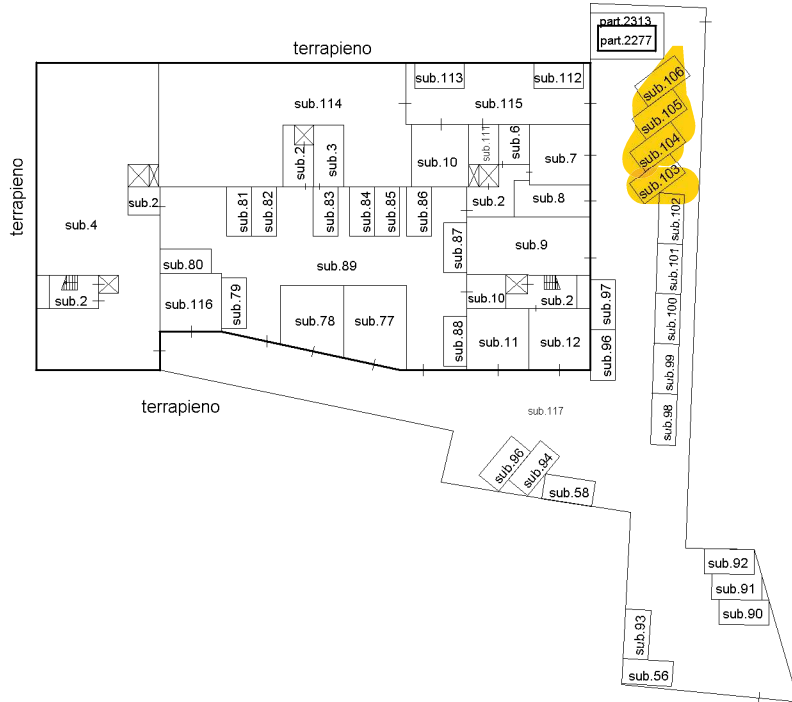 part.2313
part.2277
terrapieno
sub.113
sub.112
sub.106
sub.114
sub.115
sub.105
sub.2
sub.3
sub.10
sub.111
sub.6
sub.7
sub.104
sub.103
terrapieno
sub.4
sub.2
sub.81
sub.82
sub.83
sub.84
sub.85
sub.86
sub.2
sub.8
sub.102
sub.87
sub.9
sub.101
sub.80
sub.89
sub.2
sub.116
sub.79
sub.10
sub.2
sub.97
sub.100
sub.78
sub.77
sub.88
sub.11
sub.12
sub.96
sub.99
terrapieno
sub.117
sub.98
sub.96
sub.94
sub.58
sub.92
sub.91
sub.90
sub.93
sub.56